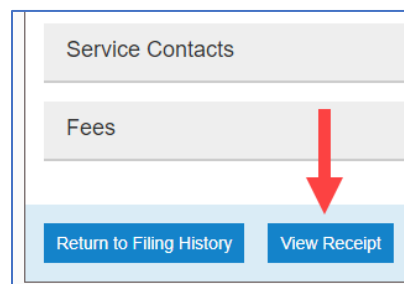 Service Contacts
Fees
Return to Filing History
View Receipt